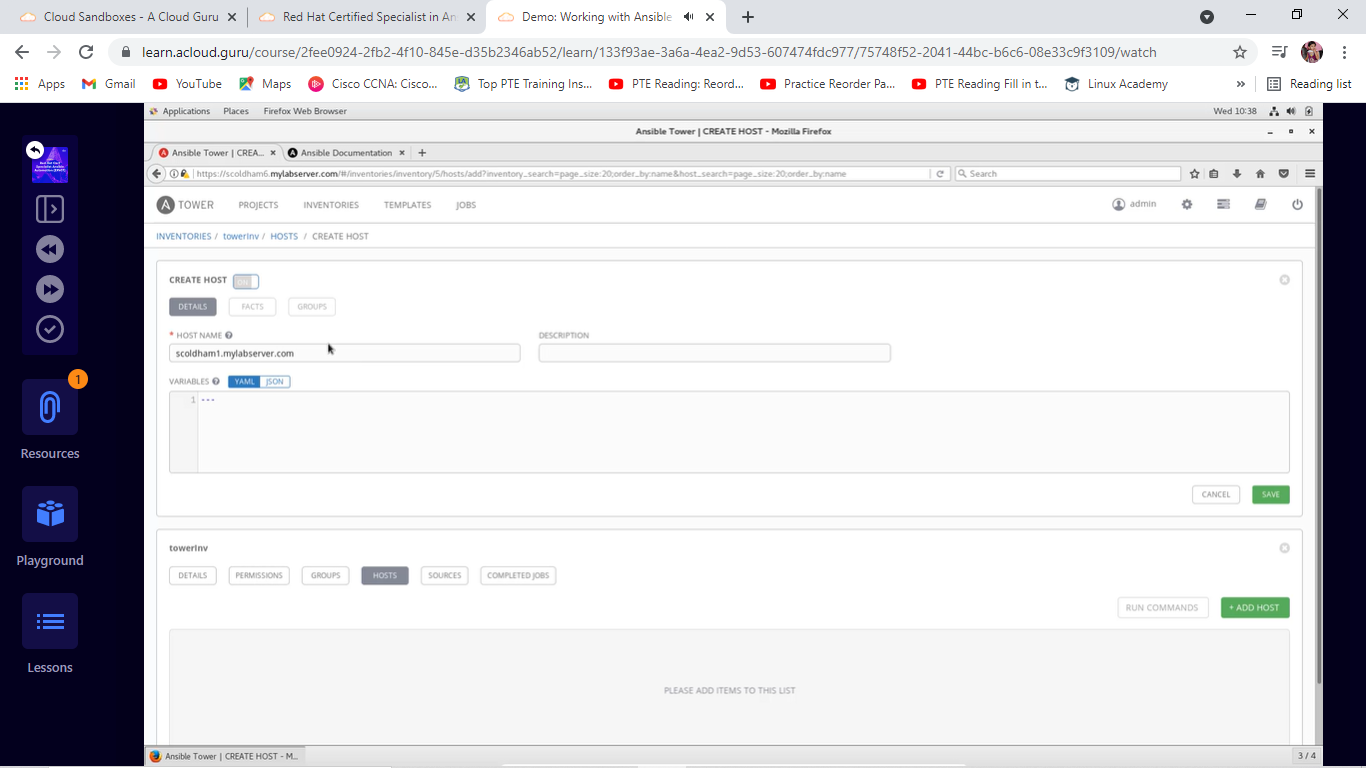 Cloud Sandboxes - A Cloud Guru
Red Hat Certified Specialist in An
Demo: Working with Ansible
learn.acloud.guru/course/2fee0924-2fb2-4f10-845e-d35b2346ab52/learn/133f93ae-3a6a-4ea2-9d53-607474fdc977/75748f52-2041-44bc-b6c6-08e33c9f3109/watch
Apps Gmail YouTube Maps Cisco CCNA: Cisco... Top PTE Training Ins... PTE Reading: Reord... Practice Reorder Pa... PTE Reading Fill in t... Linux Academy » Reading list
Applications Places Firefox Web Browser Wed 10:38
Ansible Tower | CREATE HOST - Mozilla Firefox
Ansible Tower | CREA... Ansible Documentation
https://scoldham6.mylabserver.com/#/inventories/inventory/5/hosts/add?inventory_search=page_size:20;order_by:name&host_search=page_size:20;order_by:name Search
A TOWER PROJECTS INVENTORIES TEMPLATES JOBS admin
INVENTORIES / towerInv / HOSTS / CREATE HOST
CREATE HOST ON
DETAILS FACTS GROUPS
* HOST NAME DESCRIPTION
scoldham1.mylabserver.com
VARIABLES YAML JSON
1 ---
CANCEL SAVE
towerInv
DETAILS PERMISSIONS GROUPS HOSTS SOURCES COMPLETED JOBS
RUN COMMANDS + ADD HOST
PLEASE ADD ITEMS TO THIS LIST
Ansible Tower | CREATE HOST - M... 3 / 4
1
Resources
Playground
Lessons